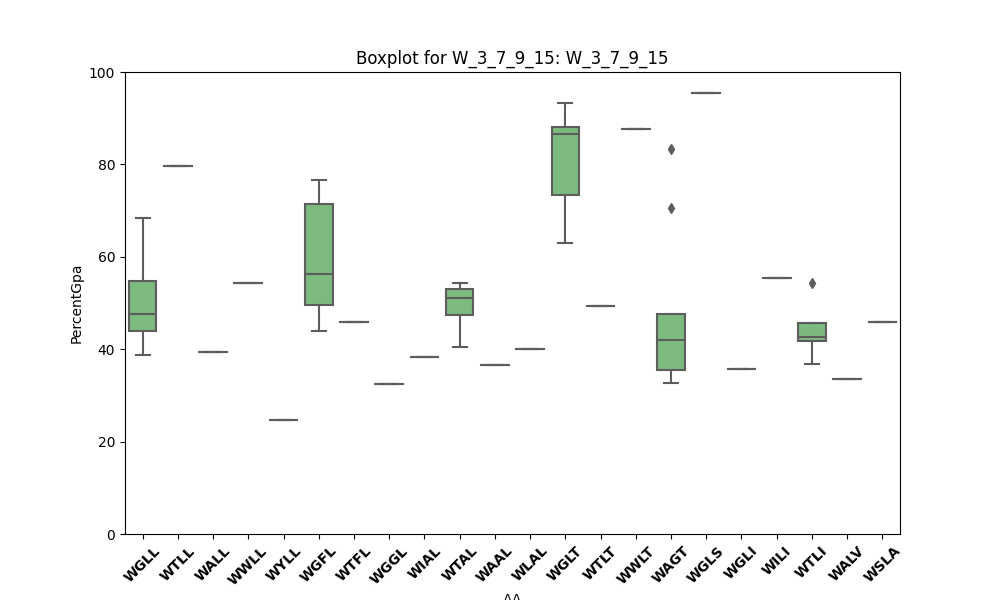 Boxplot for W_3_7_9_15: W_3_7_9_15
100
80
60
40
20
0
PercentGpa
WGLL WTLL WALL WWLL WYLL WGFL WTFL WGGL WIAL WTAL WAAL WLAL WGLT WTLT WWLT WAGT WGLS WGLI WILI WTLI WALV WSLA
AA